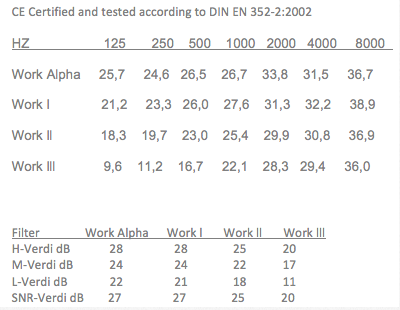 CE Certified and tested according to DIN EN 352-2:2002
HZ 125 250 500 1000 2000 4000 8000
Work Alpha 25,7 24,6 26,5 26,7 33,8 31,5 36,7
Work I 21,2 23,3 26,0 27,6 31,3 32,2 38,9
Work II 18,3 19,7 23,0 25,4 29,9 30,8 36,9
Work III 9,6 11,2 16,7 22,1 28,3 29,4 36,0
Filter Work Alpha Work I Work II Work III
H-Verdi dB 28 28 25 20
M-Verdi dB 24 24 22 17
L-Verdi dB 22 21 18 11
SNR-Verdi dB 27 27 25 20